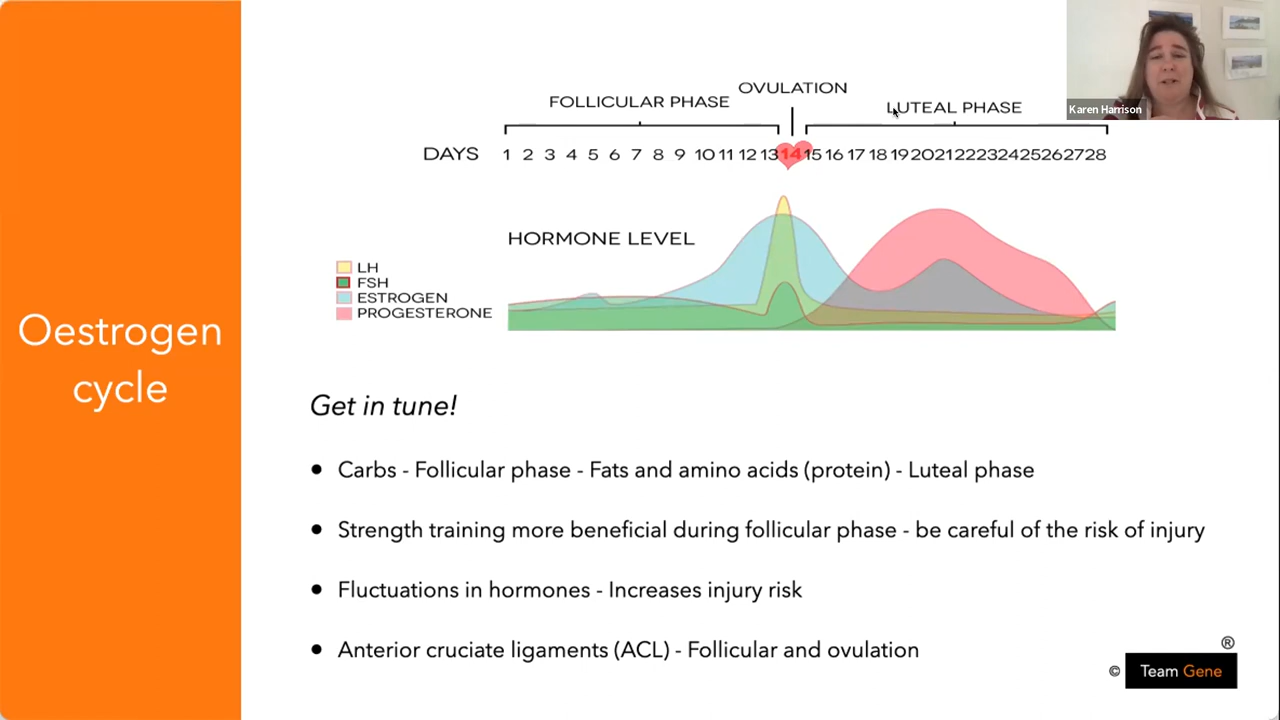 Oestrogen
cycle
OVULATION
FOLLICULAR PHASE
LUTEAL PHASE
DAYS 1 2 3 4 5 6 7 8 9 10 11 12 13 14 15 16 17 18 19 20 21 22 23 24 25 26 27 28
HORMONE LEVEL
LH
FSH
ESTROGEN
PROGESTERONE
Get in tune!
● Carbs - Follicular phase - Fats and amino acids (protein) - Luteal phase
● Strength training more beneficial during follicular phase - be careful of the risk of injury
● Fluctuations in hormones - Increases injury risk
● Anterior cruciate ligaments (ACL) - Follicular and ovulation
®
© Team Gene
Karen Harrison